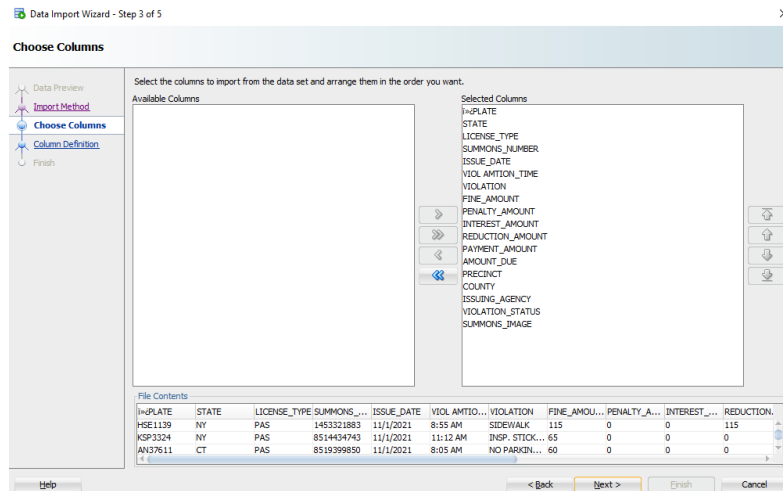 Data Import Wizard - Step 3 of 5
Choose Columns
Data Preview
Import Method
Choose Columns
Column Definition
Finish
Select the columns to import from the data set and arrange them in the order you want.
Available Columns
Selected Columns
ï»¿PLATE
STATE
LICENSE_TYPE
SUMMONS_NUMBER
ISSUE_DATE
VIOL AMTION_TIME
VIOLATION
FINE_AMOUNT
PENALTY_AMOUNT
INTEREST_AMOUNT
REDUCTION_AMOUNT
PAYMENT_AMOUNT
AMOUNT_DUE
PRECINCT
COUNTY
ISSUING_AGENCY
VIOLATION_STATUS
SUMMONS_IMAGE
File Contents
ï»¿PLATE STATE LICENSE_TYPE SUMMONS_... ISSUE_DATE VIOL AMTIO... VIOLATION FINE_AMOU... PENALTY_A... INTEREST_... REDUCTION.
HSE1139 NY PAS 1453321883 11/1/2021 8:55 AM SIDEWALK 115 0 0 115
KSP3324 NY PAS 8514434743 11/1/2021 11:12 AM INSP. STICK... 65 0 0 0
AN37611 CT PAS 8519399850 11/1/2021 8:05 AM NO PARKIN... 60 0 0 0
Help < Back Next > Finish Cancel